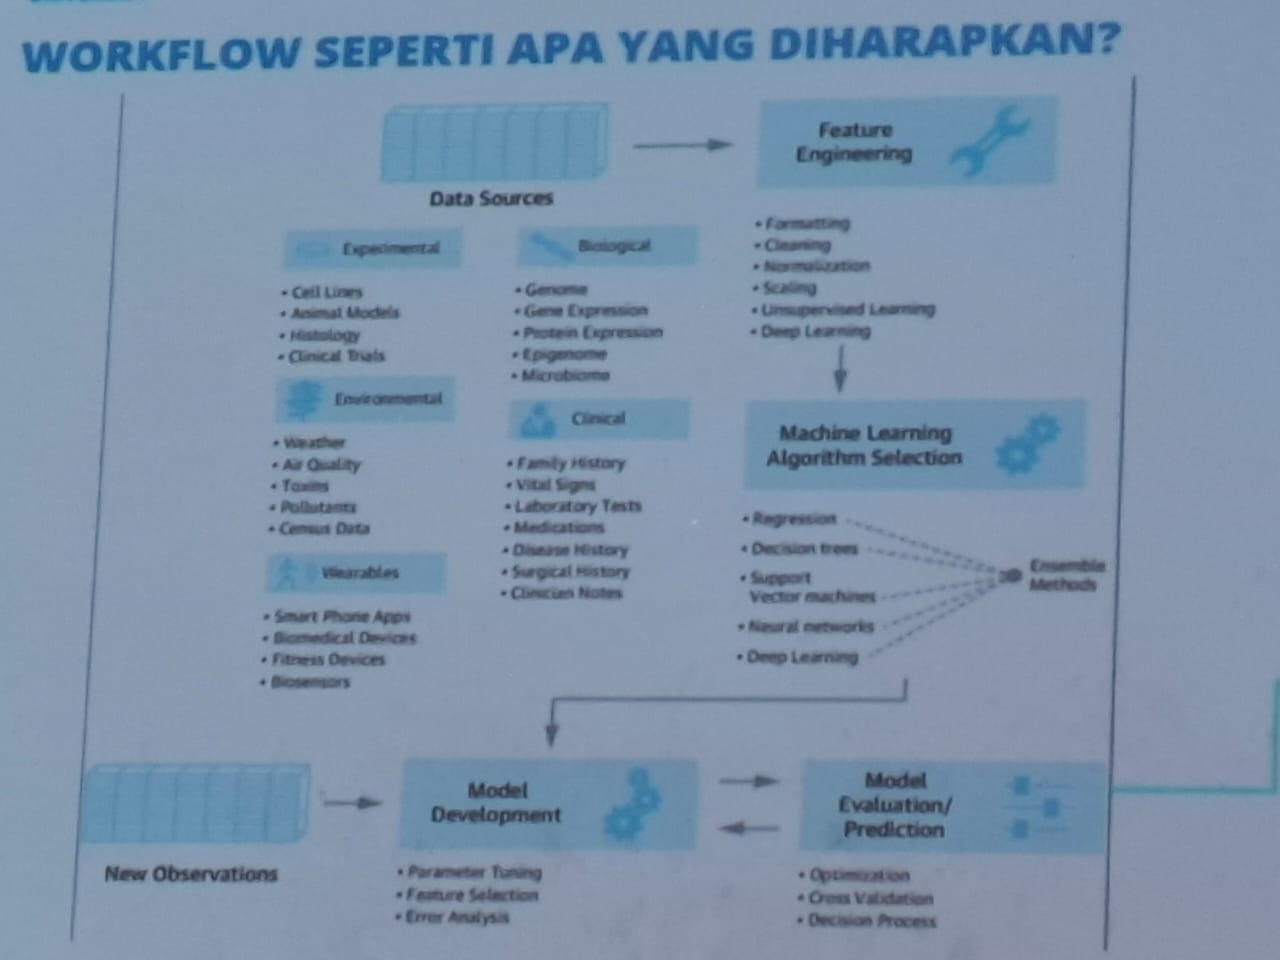 WORKFLOW SEPERTI APA YANG DIHARAPKAN?
Data Sources
Experimental
• Cell Lines
• Animal Models
• Histology
• Clinical Trials
Environmental
• Weather
• Air Quality
• Toxins
• Pollutants
• Census Data
Wearables
• Smart Phone Apps
• Biomedical Devices
• Fitness Devices
• Biosensors
Biological
• Genome
• Gene Expression
• Protein Expression
• Epigenome
• Microbiome
Clinical
• Family History
• Vital Signs
• Laboratory Tests
• Medications
• Disease History
• Surgical History
• Clinician Notes
Feature
Engineering
• Formatting
• Cleaning
• Normalization
• Scaling
• Unsupervised Learning
• Deep Learning
Machine Learning
Algorithm Selection
• Regression
• Decision trees
• Support
Vector machines
• Neural networks
• Deep Learning
Ensemble
Methods
New Observations
Model
Development
• Parameter Tuning
• Feature Selection
• Error Analysis
Model
Evaluation/
Prediction
• Optimization
• Cross Validation
• Decision Process